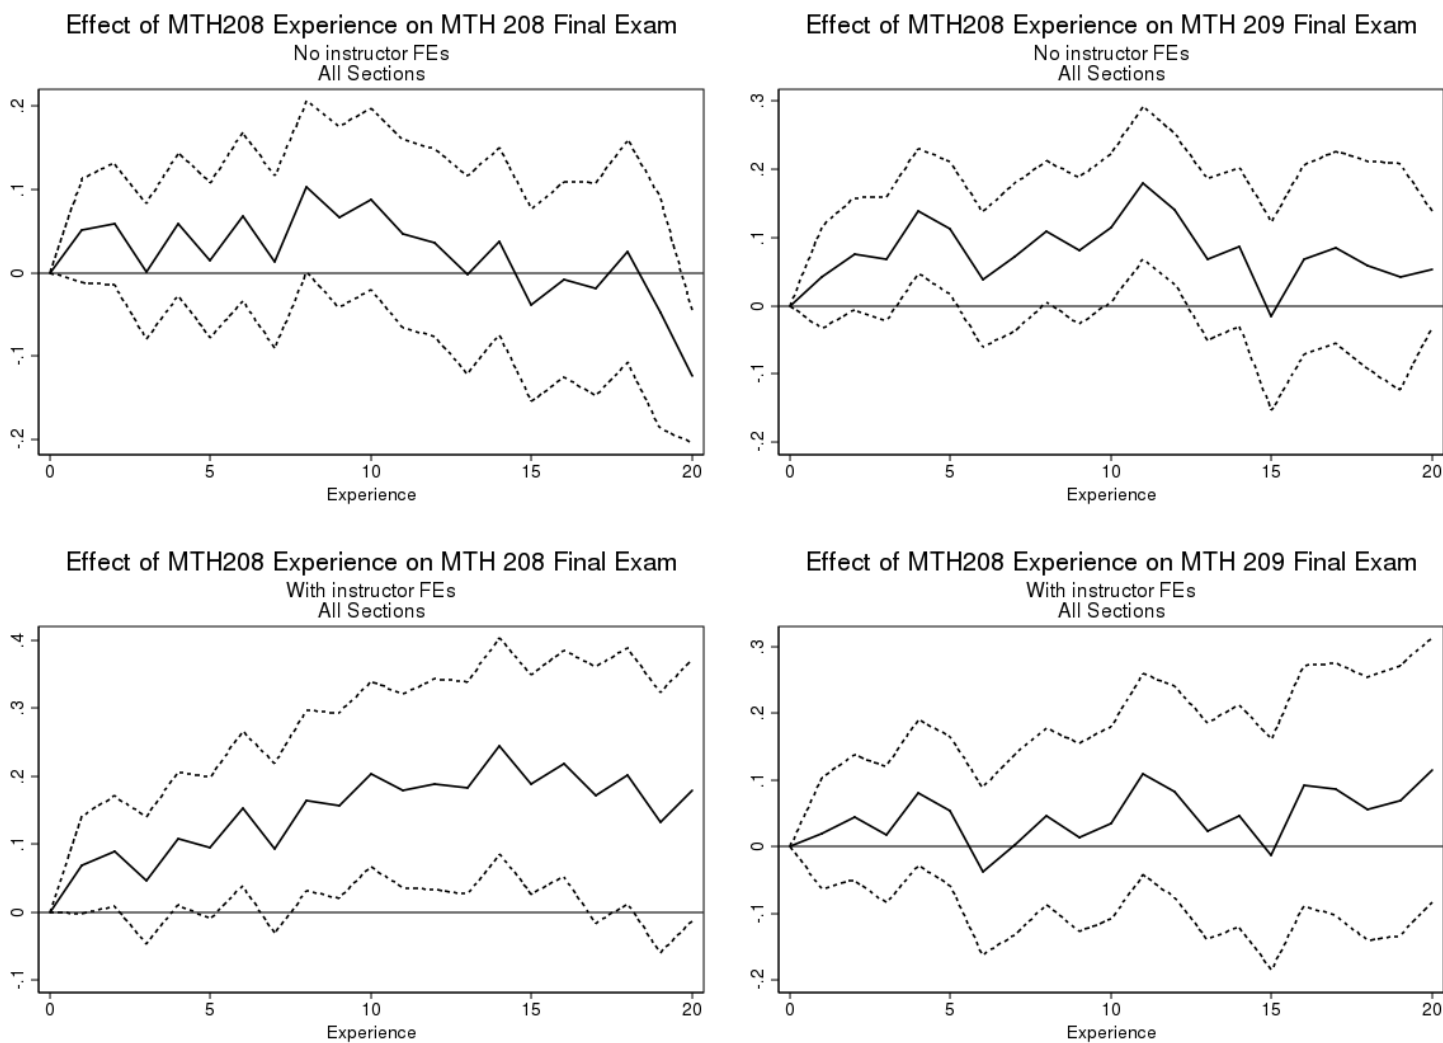 Effect of MTH208 Experience on MTH 208 Final Exam
No instructor FEs
All Sections
.2
.1
0
-.1
-.2
0 5 10 15 20
Experience
Effect of MTH208 Experience on MTH 209 Final Exam
No instructor FEs
All Sections
.3
.2
.1
0
-.1
-.2
0 5 10 15 20
Experience
Effect of MTH208 Experience on MTH 208 Final Exam
With instructor FEs
All Sections
.4
.3
.2
.1
0
-.1
0 5 10 15 20
Experience
Effect of MTH208 Experience on MTH 209 Final Exam
With instructor FEs
All Sections
.3
.2
.1
0
-.1
-.2
0 5 10 15 20
Experience